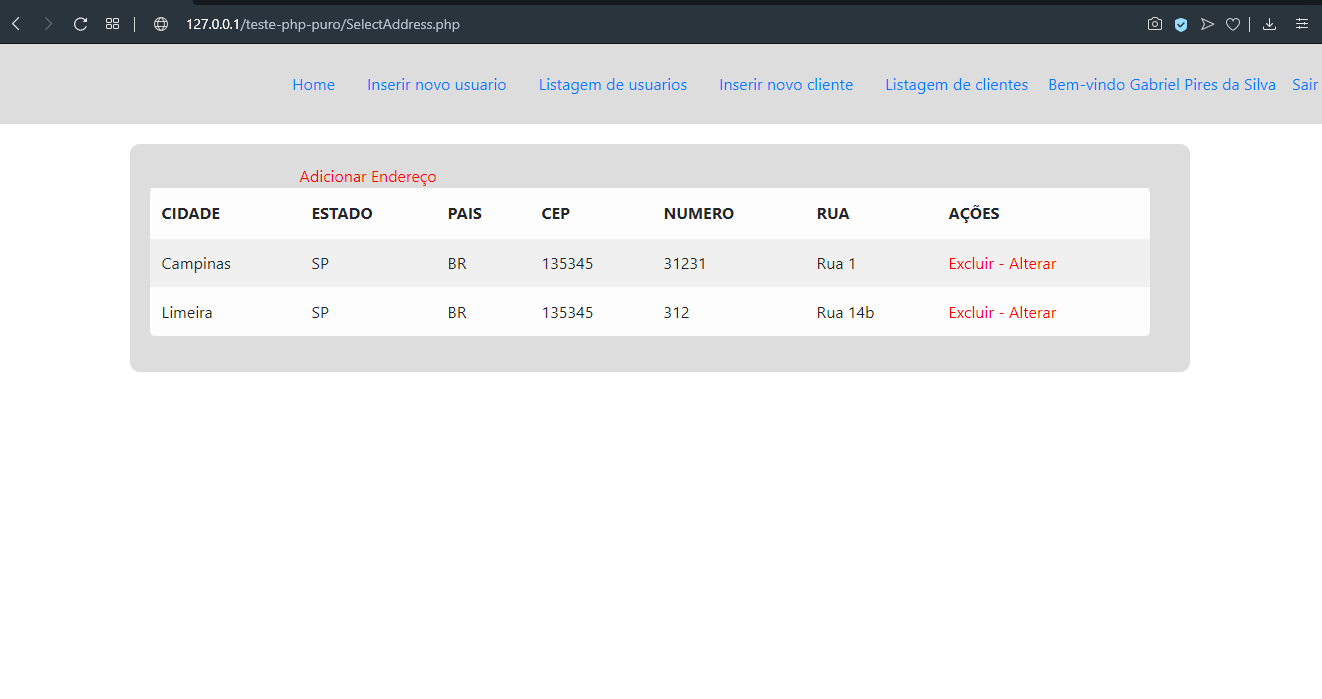 127.0.0.1/teste-php-puro/SelectAddress.php
Home Inserir novo usuario Listagem de usuarios Inserir novo cliente Listagem de clientes Bem-vindo Gabriel Pires da Silva Sair
Adicionar Endereço
CIDADE ESTADO PAIS CEP NUMERO RUA AÇÕES
Campinas SP BR 135345 31231 Rua 1 Excluir - Alterar
Limeira SP BR 135345 312 Rua 14b Excluir - Alterar